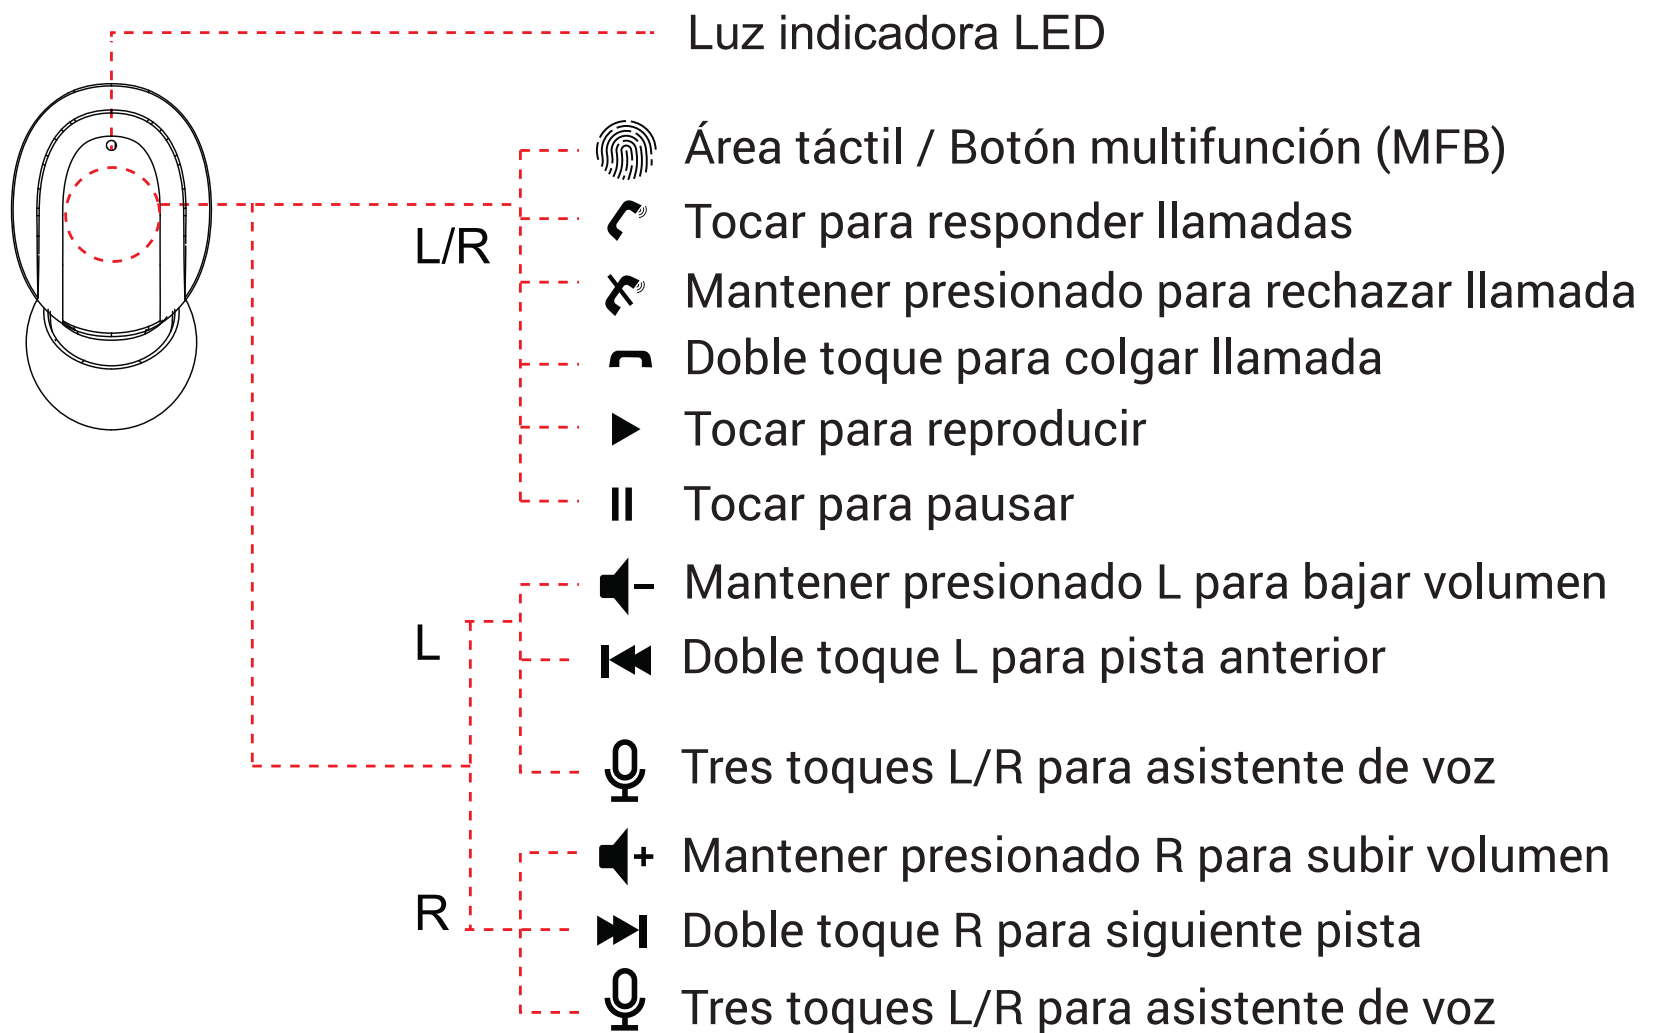 Luz indicadora LED
Área táctil / Botón multifunción (MFB)
Tocar para responder llamadas
L/R
Mantener presionado para rechazar llamada
Doble toque para colgar llamada
Tocar para reproducir
Tocar para pausar
Mantener presionado L para bajar volumen
L
Doble toque L para pista anterior
Tres toques L/R para asistente de voz
Mantener presionado R para subir volumen
R
Doble toque R para siguiente pista
Tres toques L/R para asistente de voz